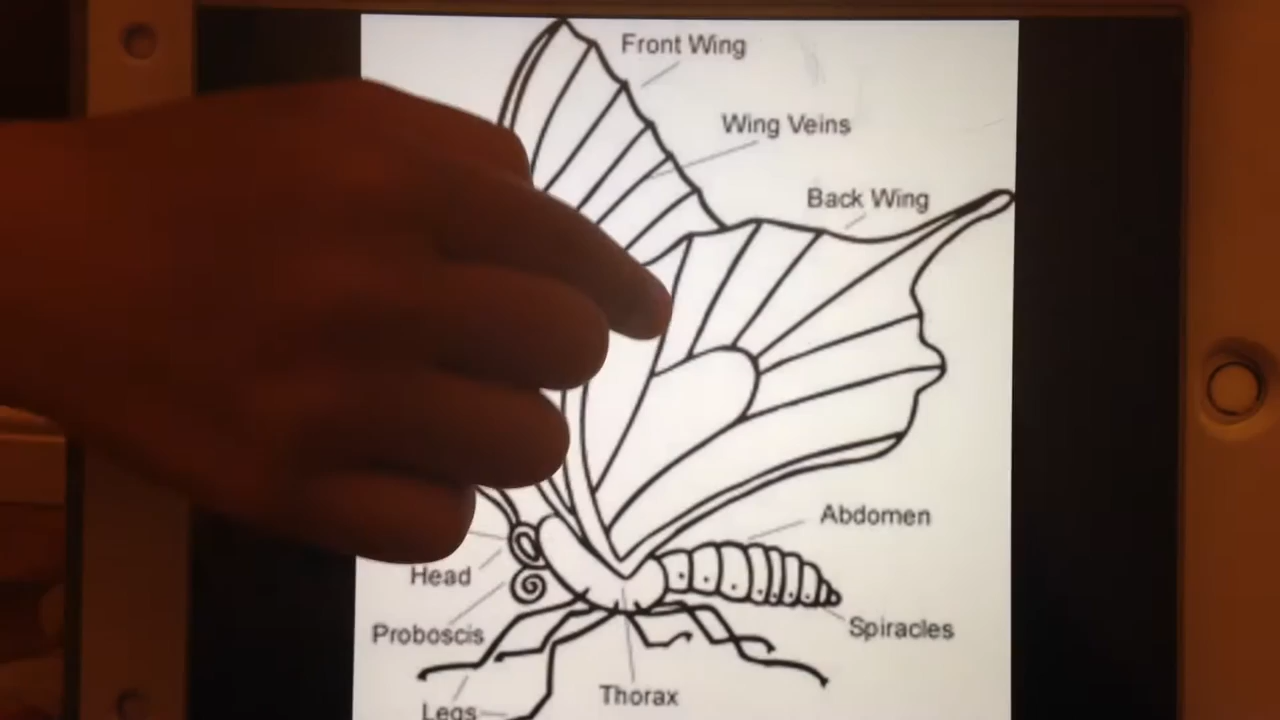 Front Wing
Wing Veins
Back Wing
Abdomen
Head
Spiracles
Proboscis
Thorax
Legs